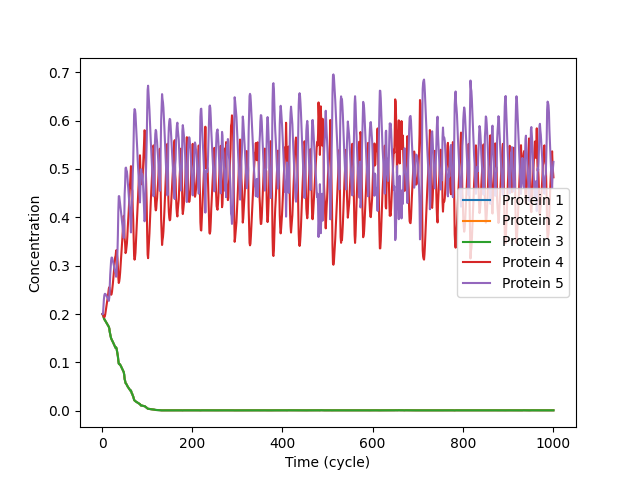 0.7
0.6
0.5
0.4
0.3
0.2
0.1
0.0
Concentration
Protein 1
Protein 2
Protein 3
Protein 4
Protein 5
0 200 400 600 800 1000
Time (cycle)